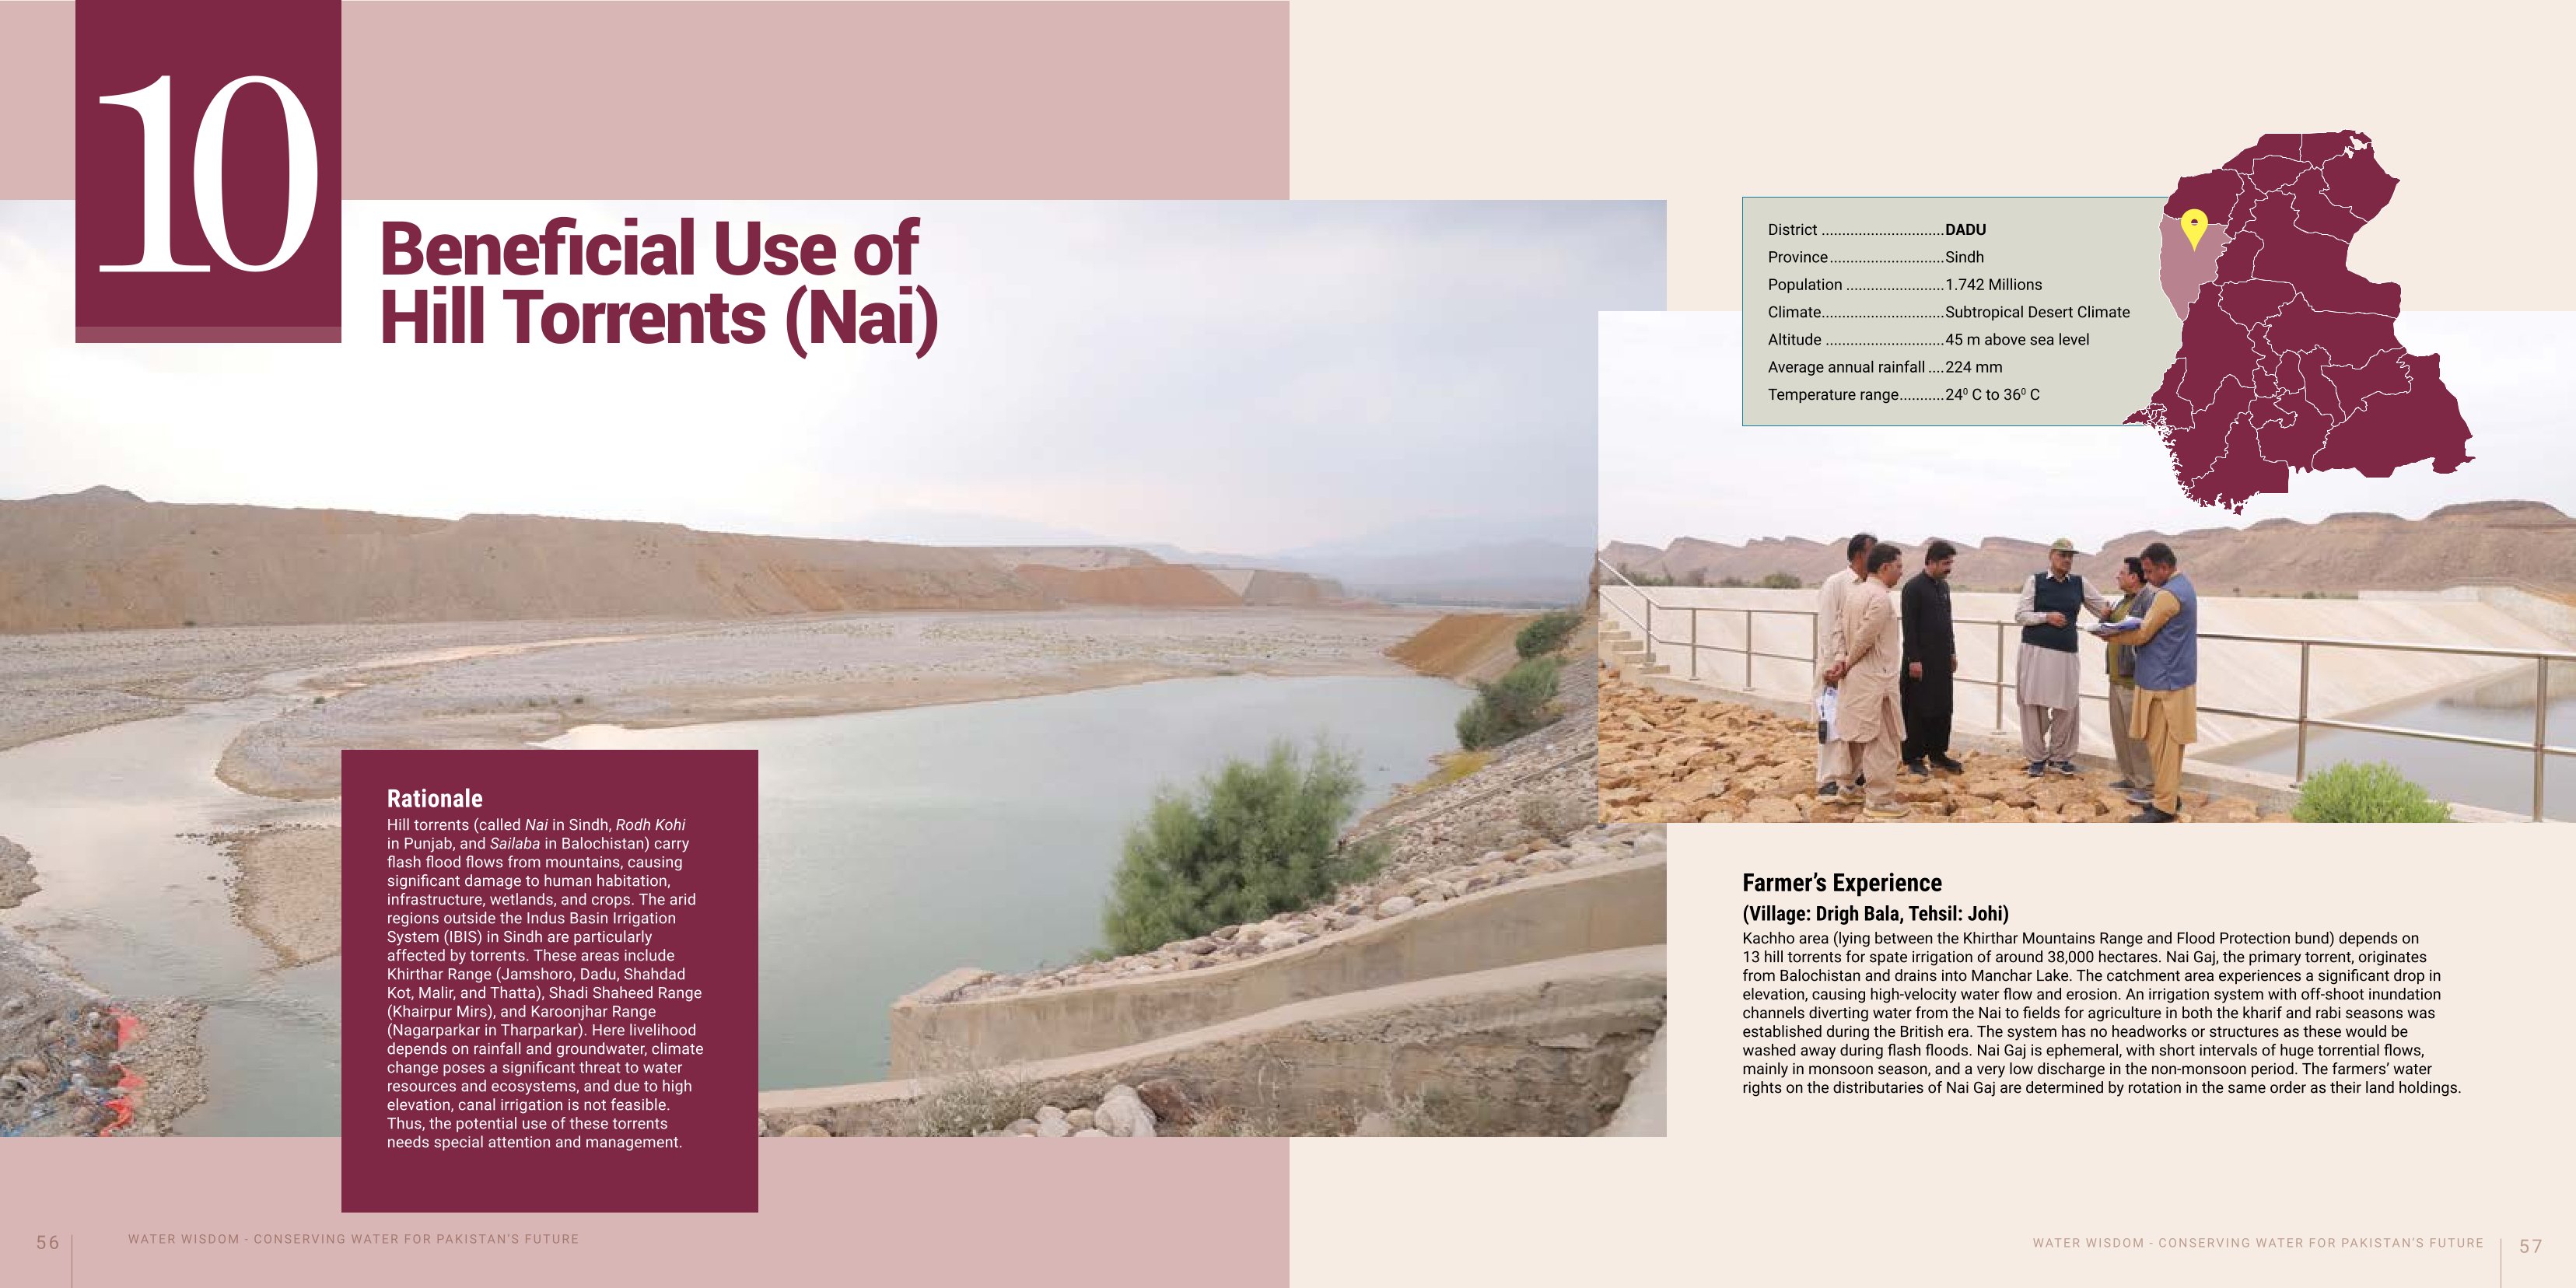 10
Beneficial Use of
Hill Torrents (Nai)
Rationale
Hill torrents (called Nai in Sindh, Rodh Kohi
in Punjab, and Sailaba in Balochistan) carry
flash flood flows from mountains, causing
significant damage to human habitation,
infrastructure, wetlands, and crops. The arid
regions outside the Indus Basin Irrigation
System (IBIS) in Sindh are particularly
affected by torrents. These areas include
Khirthar Range (Jamshoro, Dadu, Shahdad
Kot, Malir, and Thatta), Shadi Shaheed Range
(Khairpur Mirs), and Karoonjhar Range
(Nagarparkar in Tharparkar). Here livelihood
depends on rainfall and groundwater, climate
change poses a significant threat to water
resources and ecosystems, and due to high
elevation, canal irrigation is not feasible.
Thus, the potential use of these torrents
needs special attention and management.
56
WATER WISDOM - CONSERVING WATER FOR PAKISTAN'S FUTURE
District ..............................DADU
Province............................Sindh
Population ........................1.742 Millions
Climate..............................Subtropical Desert Climate
Altitude .............................45 m above sea level
Average annual rainfall ....224 mm
Temperature range...........24⁰ C to 36⁰ C
Farmer’s Experience
(Village: Drigh Bala, Tehsil: Johi)
Kachho area (lying between the Khirthar Mountains Range and Flood Protection bund) depends on
13 hill torrents for spate irrigation of around 38,000 hectares. Nai Gaj, the primary torrent, originates
from Balochistan and drains into Manchar Lake. The catchment area experiences a significant drop in
elevation, causing high-velocity water flow and erosion. An irrigation system with off-shoot inundation
channels diverting water from the Nai to fields for agriculture in both the kharif and rabi seasons was
established during the British era. The system has no headworks or structures as these would be
washed away during flash floods. Nai Gaj is ephemeral, with short intervals of huge torrential flows,
mainly in monsoon season, and a very low discharge in the non-monsoon period. The farmers’ water
rights on the distributaries of Nai Gaj are determined by rotation in the same order as their land holdings.
WATER WISDOM - CONSERVING WATER FOR PAKISTAN'S FUTURE
57